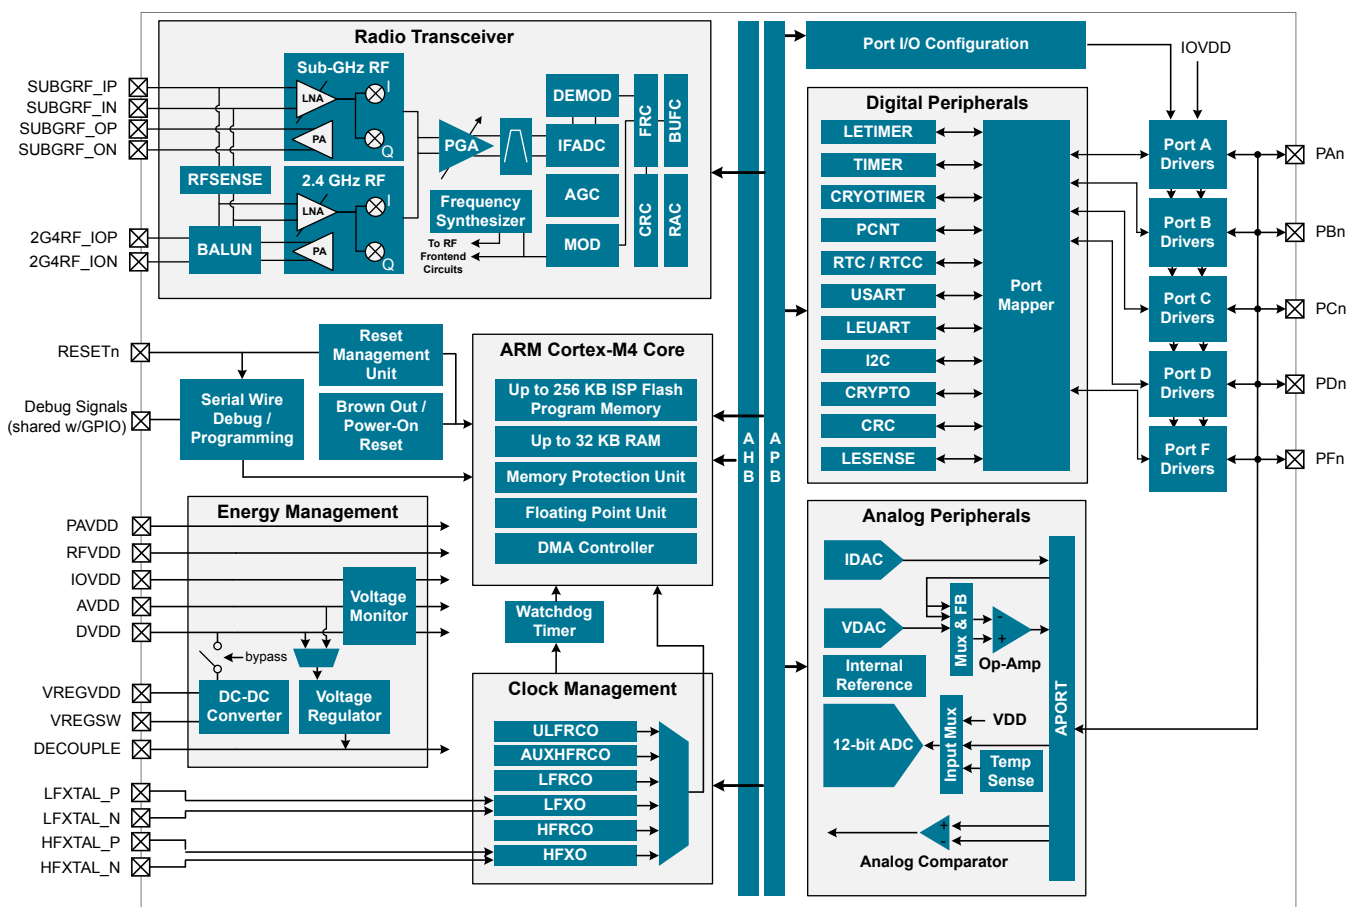 Radio Transceiver
SUBGRF_IP
SUBGRF_IN
SUBGRF_OP
SUBGRF_ON
2G4RF_IOP
2G4RF_ION
Sub-GHz RF
LNA
I
PA
Q
RFSENSE
2.4 GHz RF
LNA
I
BALUN
PA
Q
PGA
Frequency
Synthesizer
To RF
Frontend
Circuits
DEMOD
IFADC
AGC
MOD
FRC
BUFC
CRC
RAC
RESETn
Debug Signals
(shared w/GPIO)
Reset
Management
Unit
Serial Wire
Debug /
Programming
Brown Out /
Power-On
Reset
ARM Cortex-M4 Core
Up to 256 KB ISP Flash
Program Memory
Up to 32 KB RAM
Memory Protection Unit
Floating Point Unit
DMA Controller
Watchdog
Timer
Energy Management
PAVDD
RFVDD
IOVDD
AVDD
DVDD
VREGVDD
VREGSW
DECOUPLE
Voltage
Monitor
bypass
DC-DC
Converter
Voltage
Regulator
LFXTAL_P
LFXTAL_N
HFXTAL_P
HFXTAL_N
Clock Management
ULFRCO
AUXHFRCO
LFRCO
LFXO
HFRCO
HFXO
AHB
APB
Port I/O Configuration
IOVDD
Digital Peripherals
LETIMER
TIMER
CRYOTIMER
PCNT
RTC / RTCC
USART
LEUART
I2C
CRYPTO
CRC
LESENSE
Port
Mapper
Port A
Drivers
Port B
Drivers
Port C
Drivers
Port D
Drivers
Port F
Drivers
PAn
PBn
PCn
PDn
PFn
Analog Peripherals
IDAC
VDAC
Mux & FB
-
+
Op-Amp
Internal
Reference
12-bit ADC
Input Mux
VDD
Temp
Sense
APORT
+
-
Analog Comparator